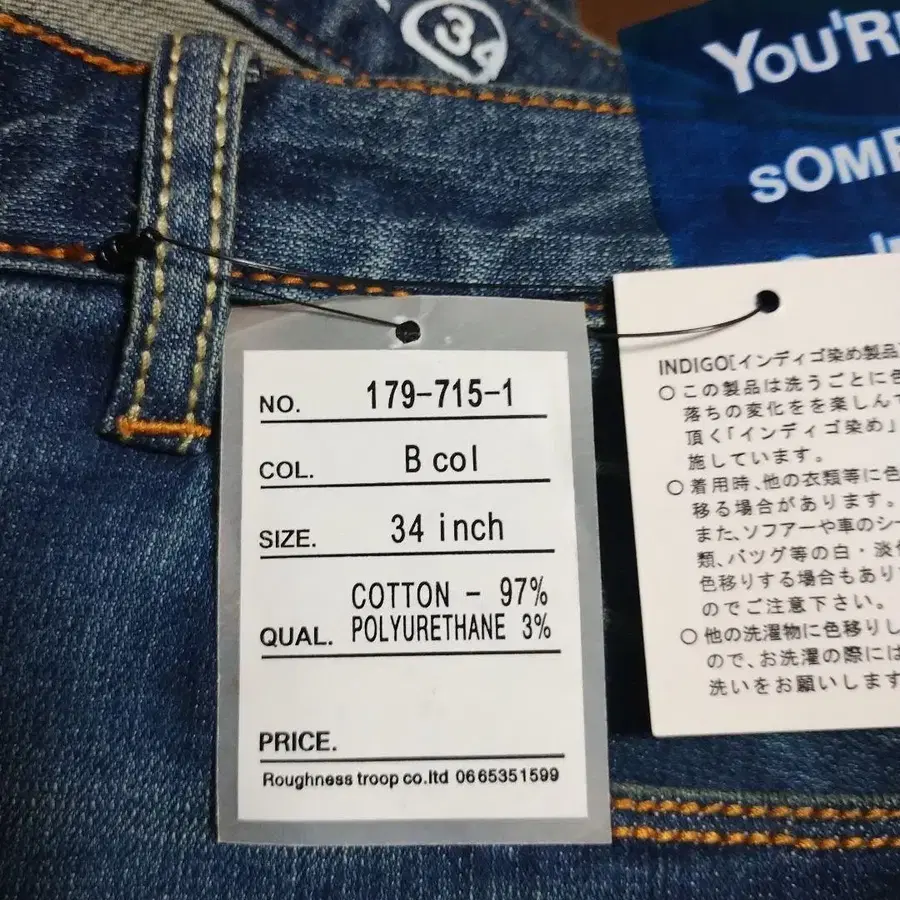 34
YOU'R
SOME
NO. 179-715-1
COL. B col
SIZE. 34 inch
COTTON - 97%
QUAL. POLYURETHANE 3%
PRICE.
Roughness troop co.ltd 0665351599
INDIGO[インディゴ染め製品]
○この製品は洗うごとに色
落ちの変化をを楽しんで
頂く「インディゴ染め」
施しています。
○着用時、他の衣類等に色
移る場合があります。
また、ソファーや車のシー
類、バッグ等の白・淡色
色移りする場合もあり
のでご注意下さい。
○他の洗濯物に色移りし
ので、お洗濯の際には
洗いをお願いします